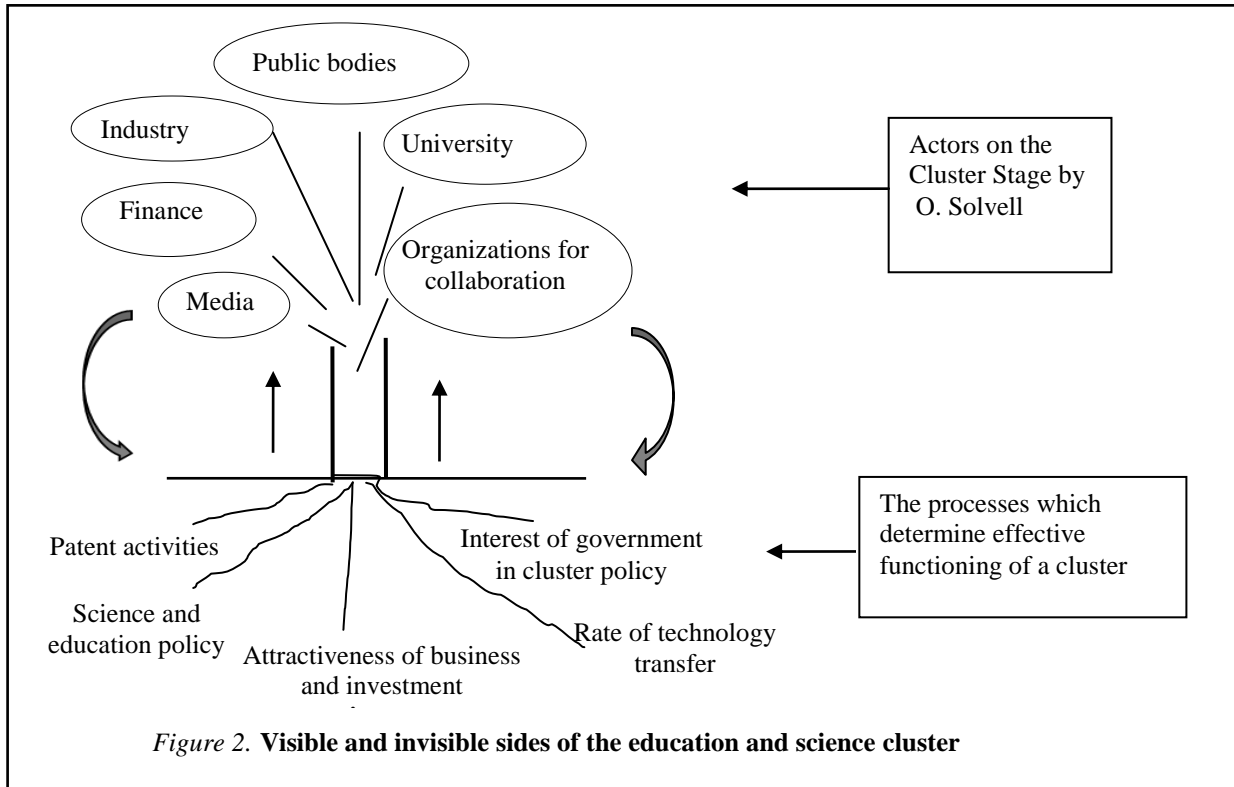 Public bodies
Industry
University
Finance
Organizations for
collaboration
Media
Actors on the
Cluster Stage by
O. Solvell
Patent activities
Interest of government
in cluster policy
Science and
education policy
Rate of technology
transfer
Attractiveness of business
and investment
The processes which
determine effective
functioning of a cluster
Figure 2. Visible and invisible sides of the education and science cluster